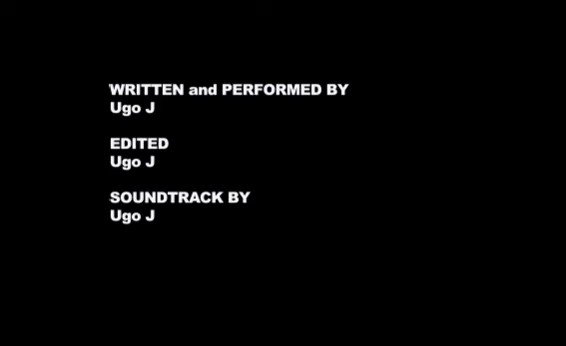 WRITTEN and PERFORMED BY
Ugo J
EDITED
Ugo J
SOUNDTRACK BY
Ugo J